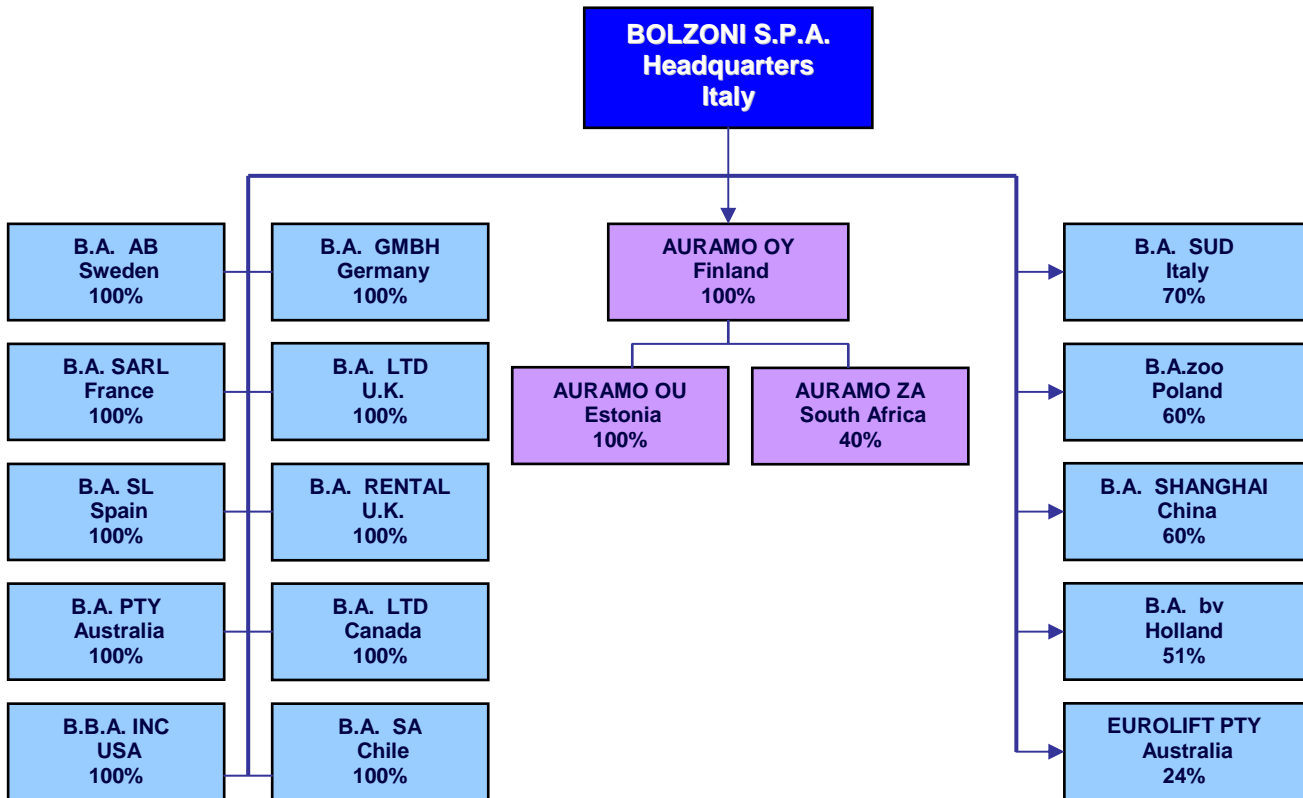 BOLZONI S.P.A.
Headquarters
Italy
B.A. AB
Sweden
100%
B.A. GMBH
Germany
100%
AURAMO OY
Finland
100%
B.A. SUD
Italy
70%
B.A. SARL
France
100%
B.A. LTD
U.K.
100%
AURAMO OU
Estonia
100%
AURAMO ZA
South Africa
40%
B.A.zoo
Poland
60%
B.A. SL
Spain
100%
B.A. RENTAL
U.K.
100%
B.A. SHANGHAI
China
60%
B.A. PTY
Australia
100%
B.A. LTD
Canada
100%
B.A. bv
Holland
51%
B.B.A. INC
USA
100%
B.A. SA
Chile
100%
EUROLIFT PTY
Australia
24%